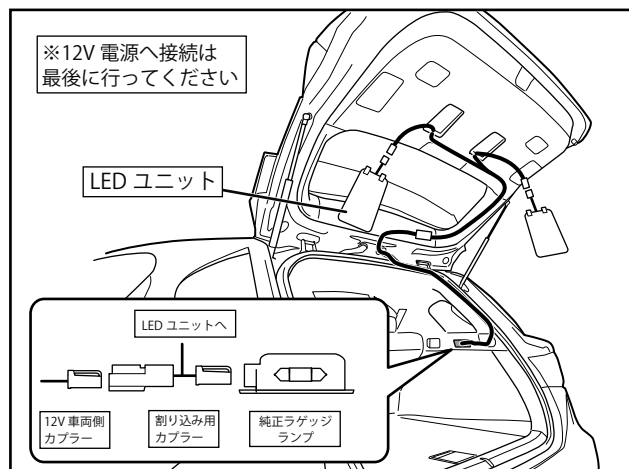 ※12V 電源へ接続は
最後に行ってください
LED ユニット
LED ユニットへ
12V 車両側
カプラー
割り込み用
カプラー
純正ラゲッジ
ランプ